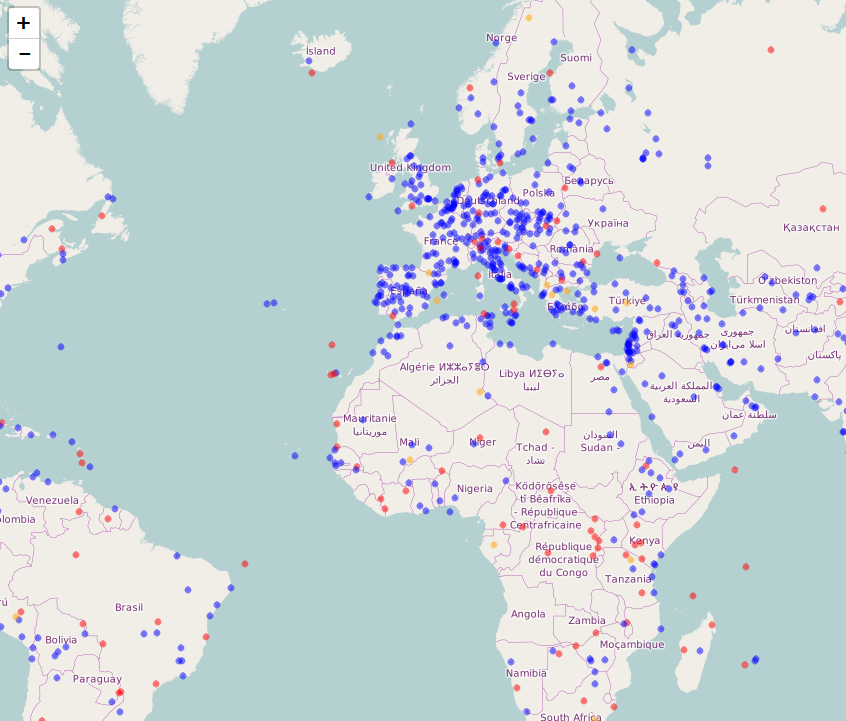 +
−
Norge
Ísland
Suomi
Sverige
United Kingdom
Беларусь
Polska
Deutschland
Україна
Қазақстан
France
România
Italia
España
Türkiye
Ελλάς
O'zbekiston
Türkmenistan
افغانستان
جمهوری
اسلامی ایران
جمهورية العراق
پاکستان
Algérie ⵍⵣⵣⴰⵢⴻⵔ
الجزائر
Libya ⵍⵉⴱⵢⴰ
ليبيا
مصر
المملكة العربية
السعودية
سلطنة عمان
Mauritanie
موريتانيا
Mali
Niger
Tchad -
تشاد
السودان
Sudan -
اليمن
Nigeria
Ködörösêse
tî Bêafrîka
- République
Centrafricaine
ኢትዮጵያ
Ethiopia
Venezuela
olombia
Kenya
République
démocratique
du Congo
Tanzania
Brasil
rú
Angola
Zambia
Bolivia
Moçambique
Namibia
Paraguay
South Africa